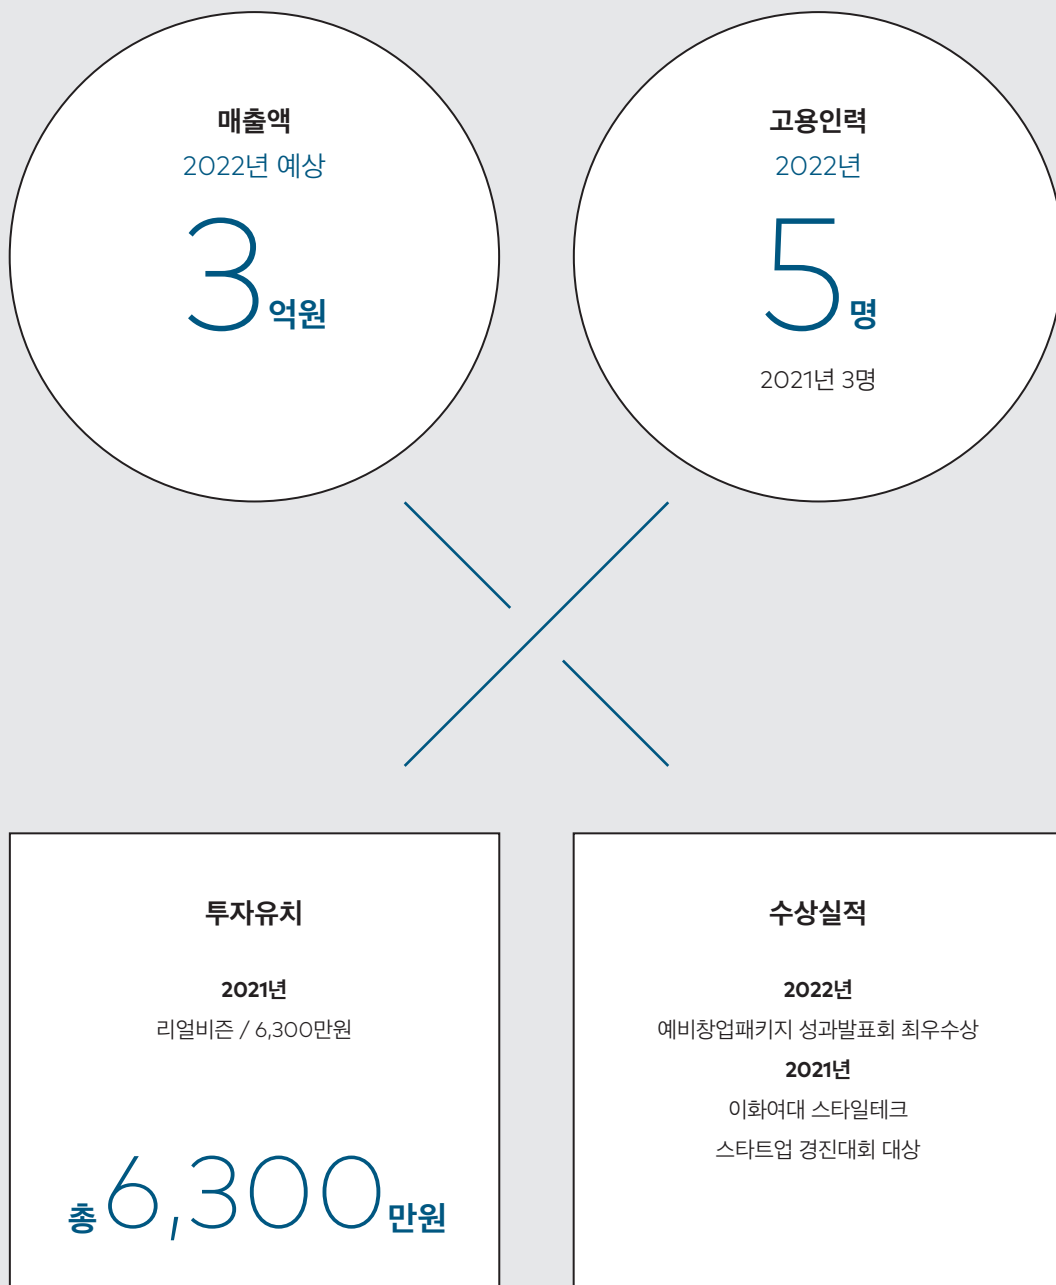 매출액
2022년 예상
3억원
고용인력
2022년
5명
2021년 3명
투자유치
2021년
리얼비즌 / 6,300만원
총 6,300만원
수상실적
2022년
예비창업패키지 성과발표회 최우수상
2021년
이화여대 스타일테크
스타트업 경진대회 대상